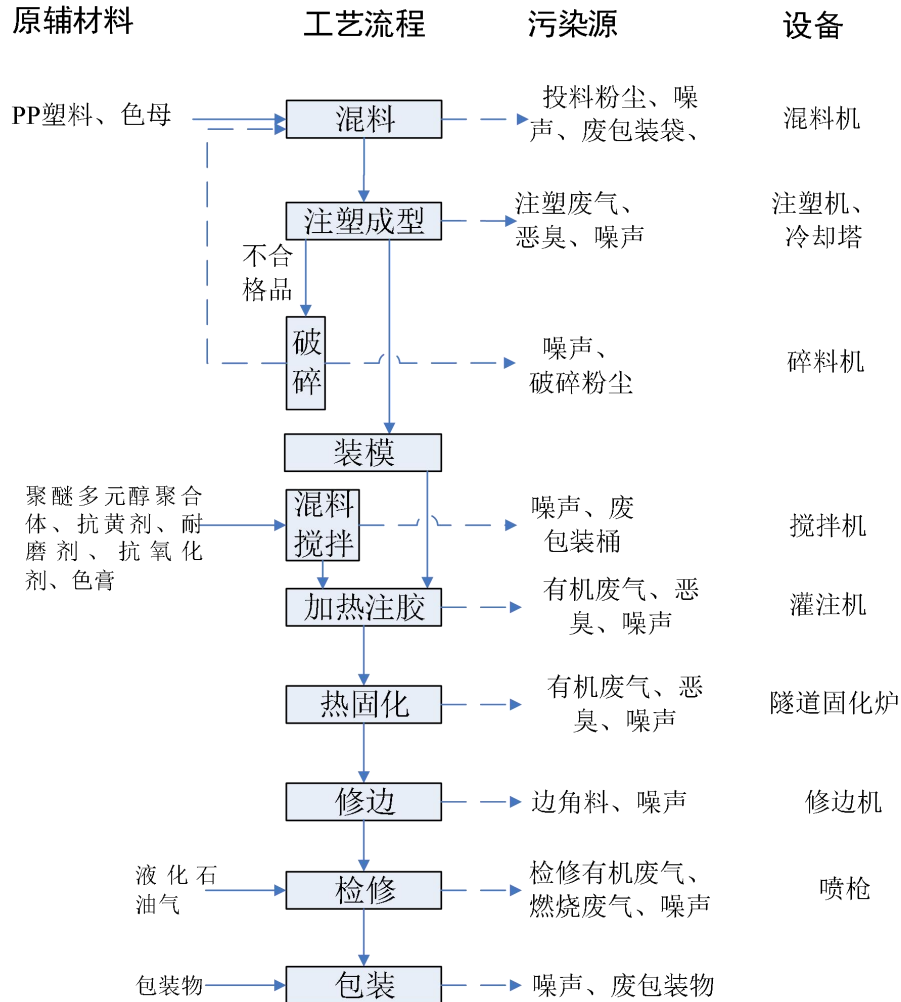 原辅材料
工艺流程
污染源
设备
PP塑料、色母
混料
投料粉尘、噪
声、废包装袋、
混料机
注塑成型
注塑废气、
恶臭、噪声
注塑机、
冷却塔
不合
格品
破
碎
噪声、
破碎粉尘
碎料机
装模
聚醚多元醇聚合
体、抗黄剂、耐
磨剂、抗氧化
剂、色膏
混料
搅拌
噪声、废
包装桶
搅拌机
加热注胶
有机废气、恶
臭、噪声
灌注机
热固化
有机废气、恶
臭、噪声
隧道固化炉
修边
边角料、噪声
修边机
液化石
油气
检修
检修有机废气、
燃烧废气、噪声
喷枪
包装物
包装
噪声、废包装物